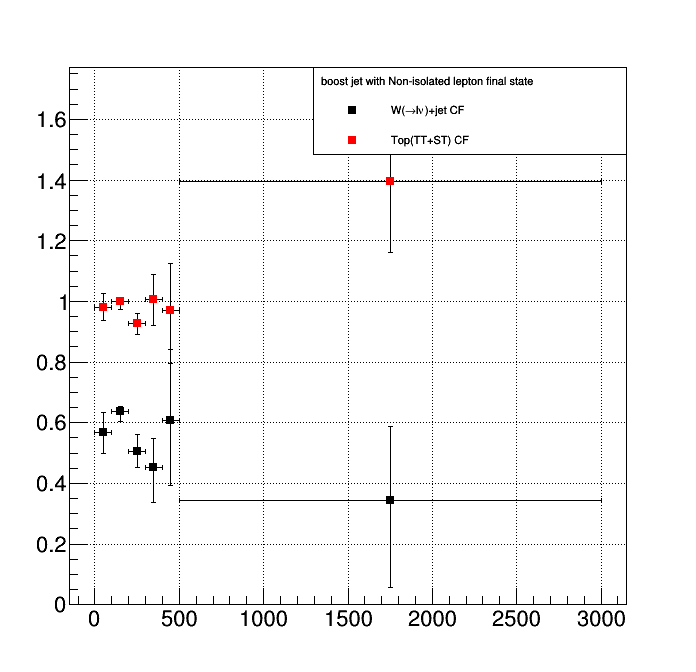 boost jet with Non-isolated lepton final state
W(→lν)+jet CF
Top(TT+ST) CF
1.6
1.4
1.2
1
0.8
0.6
0.4
0.2
0
0 500 1000 1500 2000 2500 3000